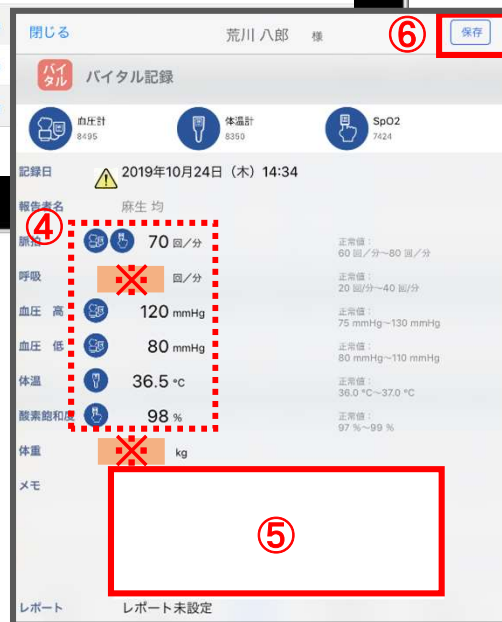 閉じる 荒川 八郎 様 ⑥ 保存
バイタル バイタル記録
血圧計 8495 体温計 8350 SpO2 7424
記録日 2019年10月24日（木）14:34
報告者名 麻生 均
④
脈拍 70 回/分 正常値： 60 回/分～80 回/分
呼吸 ※ 回/分 正常値： 20 回/分～40 回/分
血圧 高 120 mmHg 正常値： 75 mmHg～130 mmHg
血圧 低 80 mmHg 正常値： 80 mmHg～110 mmHg
体温 36.5 ℃ 正常値： 36.0 ℃～37.0 ℃
酸素飽和度 98 % 正常値： 97 %～99 %
体重 ※ kg
メモ
⑤
レポート レポート未設定